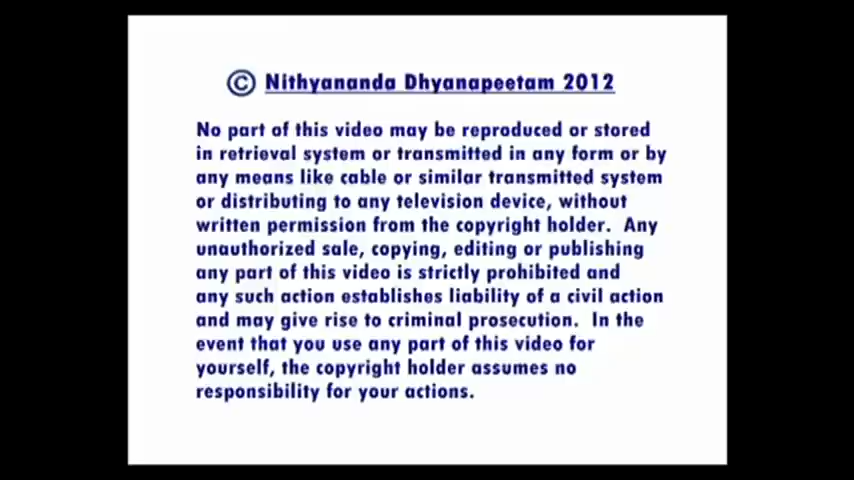 © Nithyananda Dhyanapeetam 2012
No part of this video may be reproduced or stored
in retrieval system or transmitted in any form or by
any means like cable or similar transmitted system
or distributing to any television device, without
written permission from the copyright holder. Any
unauthorized sale, copying, editing or publishing
any part of this video is strictly prohibited and
any such action establishes liability of a civil action
and may give rise to criminal prosecution. In the
event that you use any part of this video for
yourself, the copyright holder assumes no
responsibility for your actions.